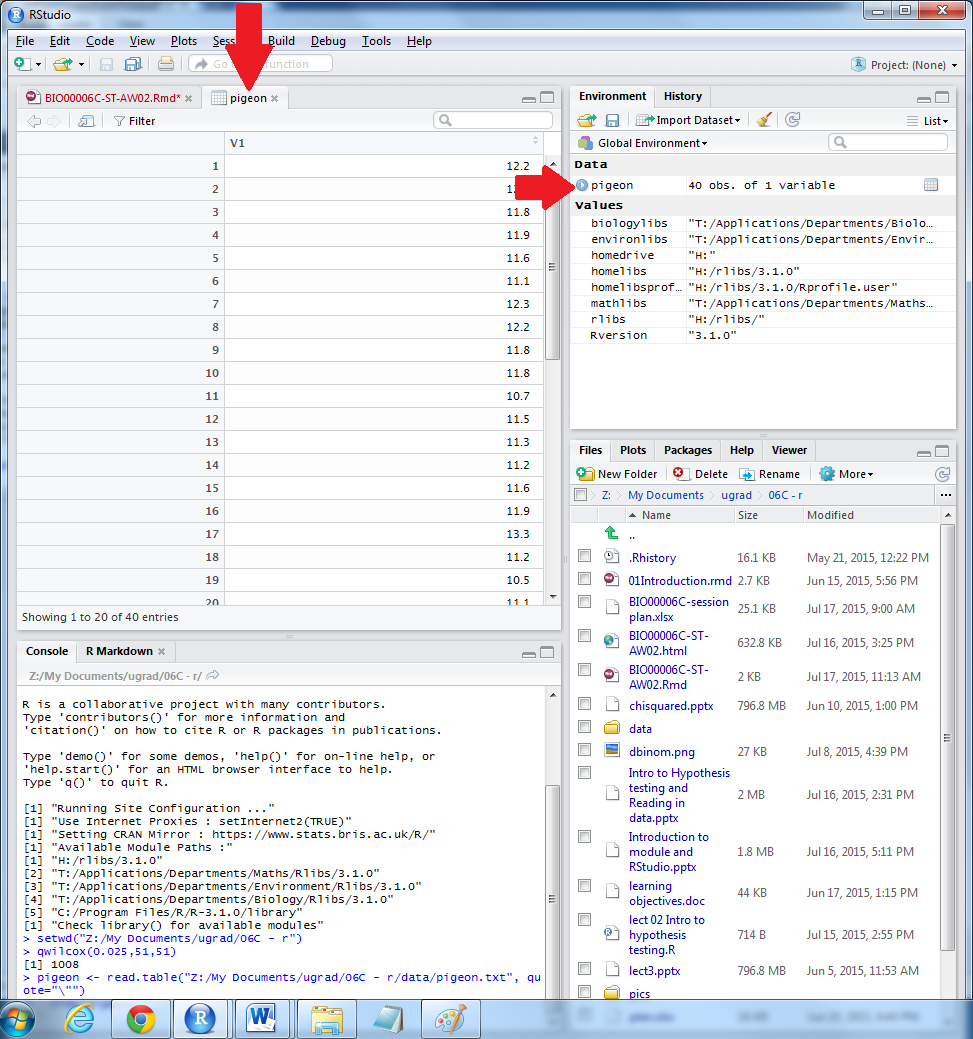 RStudio
File Edit Code View Plots Build Debug Tools Help
Project: (None)
BIO00006C-ST-AW02.Rmd* pigeon
Filter
V1
1 12.2
2
3 11.8
4 11.9
5 11.6
6 11.1
7 12.3
8 12.2
9 11.8
10 11.8
11 10.7
12 11.5
13 11.3
14 11.2
15 11.6
16 11.9
17 13.3
18 11.2
19 10.5
20 11.1
Showing 1 to 20 of 40 entries
Console R Markdown
Z:/My Documents/ugrad/06C - r/
R is a collaborative project with many contributors.
Type 'contributors()' for more information and
'citation()' on how to cite R or R packages in publications.
Type 'demo()' for some demos, 'help()' for on-line help, or
'help.start()' for an HTML browser interface to help.
Type 'q()' to quit R.
[1] "Running Site Configuration ..."
[1] "Use Internet Proxies : setInternet2(TRUE)"
[1] "Setting CRAN Mirror : https://www.stats.bris.ac.uk/R/"
[1] "Available Module Paths :"
[1] "H:/rlibs/3.1.0"
[2] "T:/Applications/Departments/Maths/Rlibs/3.1.0"
[3] "T:/Applications/Departments/Environment/Rlibs/3.1.0"
[4] "T:/Applications/Departments/Biology/Rlibs/3.1.0"
[5] "C:/Program Files/R/R-3.1.0/library"
[1] "Check library() for available modules"
> setwd("Z:/My Documents/ugrad/06C - r")
> qwilcox(0.025,51,51)
[1] 1008
> pigeon <- read.table("Z:/My Documents/ugrad/06C - r/data/pigeon.txt", qu
ote="\"")
Environment History
Import Dataset List
Global Environment
Data
pigeon 40 obs. of 1 variable
Values
biologylibs "T:/Applications/Departments/Biolo…
environlibs "T:/Applications/Departments/Envir…
homedrive "H:"
homelibs "H:/rlibs/3.1.0"
homelibsprof… "H:/rlibs/3.1.0/Rprofile.user"
mathlibs "T:/Applications/Departments/Maths…
rlibs "H:/rlibs/"
Rversion "3.1.0"
Files Plots Packages Help Viewer
New Folder Delete Rename More
Z: My Documents ugrad 06C - r ...
Name Size Modified
..
.Rhistory 16.1 KB May 21, 2015, 12:22 PM
01Introduction.rmd 2.7 KB Jun 15, 2015, 5:56 PM
BIO00006C-session
plan.xlsx 25.1 KB Jul 17, 2015, 9:00 AM
BIO00006C-ST-
AW02.html 632.8 KB Jul 16, 2015, 3:25 PM
BIO00006C-ST-
AW02.Rmd 2 KB Jul 17, 2015, 11:13 AM
chisquared.pptx 796.8 MB Jun 10, 2015, 1:00 PM
data
dbinom.png 27 KB Jul 8, 2015, 4:39 PM
Intro to Hypothesis
testing and
Reading in
data.pptx 2 MB Jul 16, 2015, 2:31 PM
Introduction to
module and
RStudio.pptx 1.8 MB Jul 16, 2015, 5:11 PM
learning
objectives.doc 44 KB Jun 17, 2015, 1:15 PM
lect 02 Intro to
hypothesis
testing.R 714 B Jul 15, 2015, 2:55 PM
lect3.pptx 796.8 MB Jun 5, 2015, 11:53 AM
pics